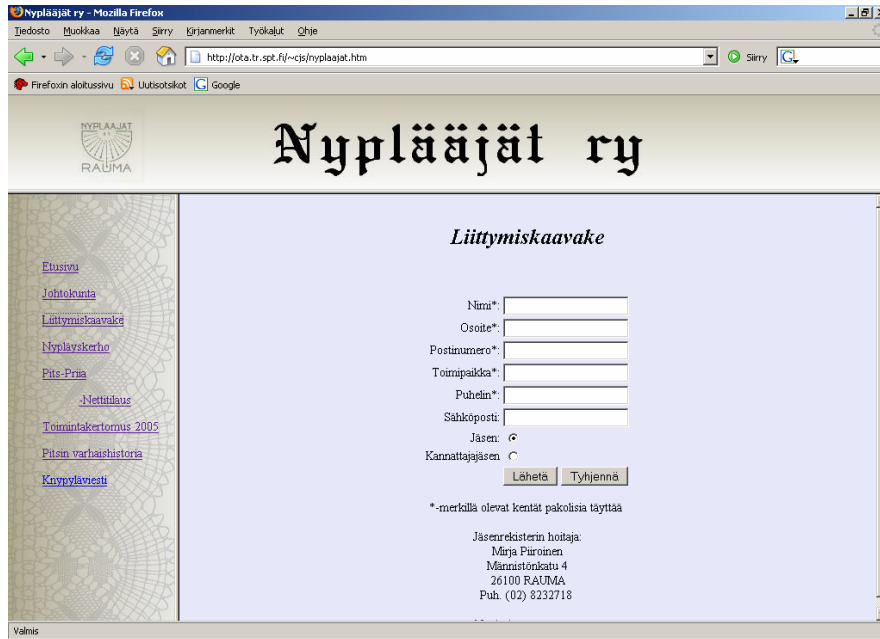 Nyplääjät ry - Mozilla Firefox
Tiedosto Muokkaa Näytä Siirry Kirjanmerkit Työkalut Ohje
http://ota.tr.spt.fi/~cjs/nyplaajat.htm Siirry
Firefoxin aloitussivu Uutisotsikot Google
NYPLÄÄJÄT
RAUMA
Nyplääjät ry
Liittymiskaavake
Etusivu
Johtokunta
Liittymiskaavake
Nypläyskerho
Pits-Priia
-Nettitilaus
Toimintakertomus 2005
Pitsin varhaishistoria
Knypyläviesti
Nimi*:
Osoite*:
Postinumero*:
Toimipaikka*:
Puhelin*:
Sähköposti:
Jäsen:
Kannattajajäsen
Lähetä Tyhjennä
*-merkillä olevat kentät pakolisia täyttää
Jäsenrekisterin hoitaja:
Mirja Piiroinen
Männistönkatu 4
26100 RAUMA
Puh. (02) 8232718
Valmis